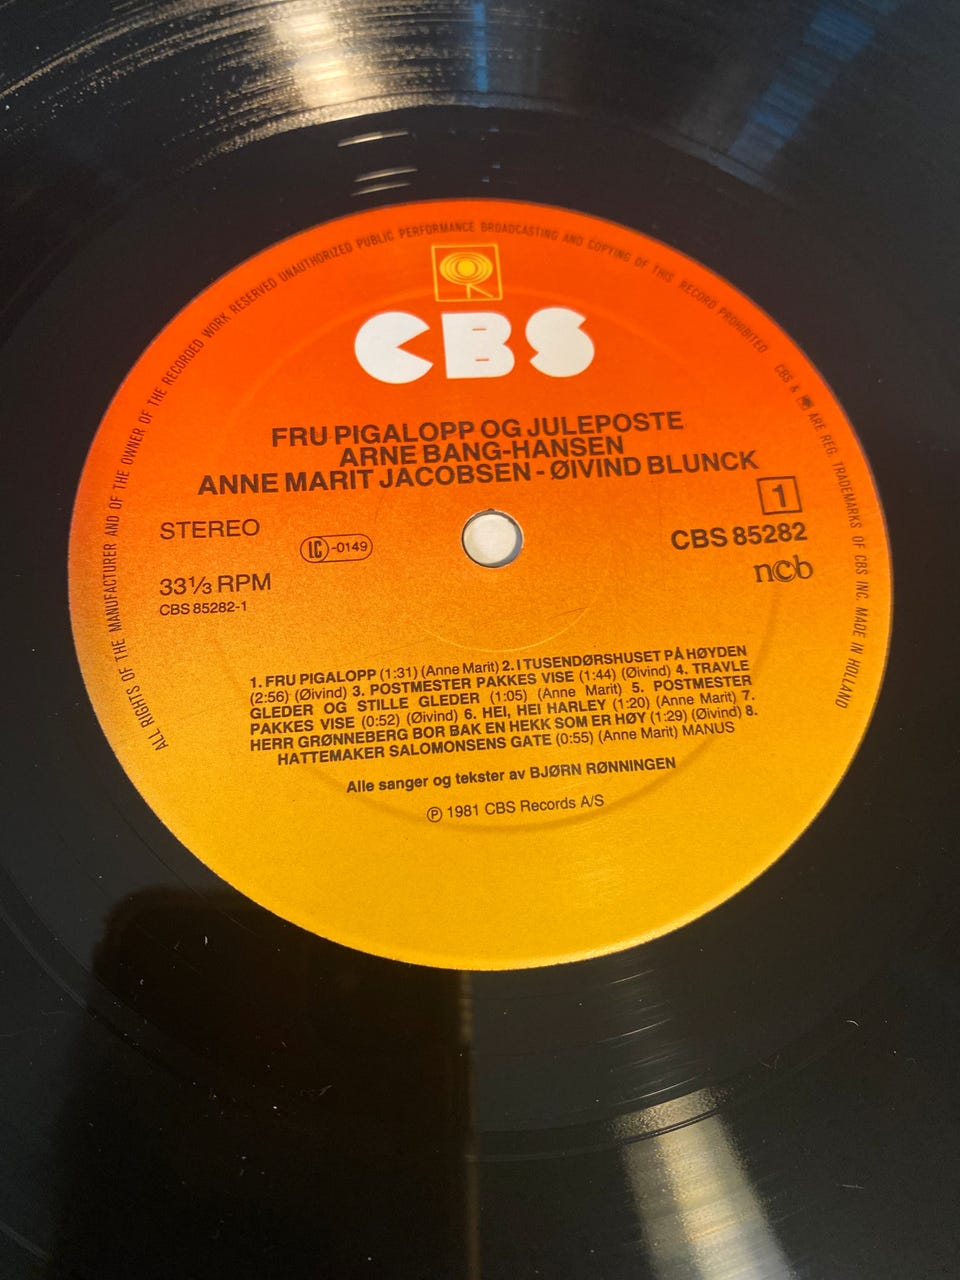 ALL RIGHTS OF THE MANUFACTURER AND OF THE OWNER OF THE RECORDED WORK RESERVED UNAUTHORIZED PUBLIC PERFORMANCE BROADCASTING AND COPYING OF THIS RECORD PROHIBITED
CBS & ARE REG. TRADEMARKS OF CBS INC. MADE IN HOLLAND
CBS
FRU PIGALOPP OG JULEPOSTE
ARNE BANG-HANSEN
ANNE MARIT JACOBSEN - ØIVIND BLUNCK
1
STEREO
LC -0149
CBS 85282
33⅓ RPM
ncb
CBS 85282-1
1. FRU PIGALOPP (1:31) (Anne Marit) 2. I TUSENDØRSHUSET PÅ HØYDEN
(2:56) (Øivind) 3. POSTMESTER PAKKES VISE (1:44) (Øivind) 4. TRAVLE
GLEDER OG STILLE GLEDER (1:05) (Anne Marit) 5. POSTMESTER
PAKKES VISE (0:52) (Øivind) 6. HEI, HEI HARLEY (1:20) (Anne Marit) 7.
HERR GRØNNEBERG BOR BAK EN HEKK SOM ER HØY (1:29) (Øivind) 8.
HATTEMAKER SALOMONSENS GATE (0:55) (Anne Marit) MANUS
Alle sanger og tekster av BJØRN RØNNINGEN
℗ 1981 CBS Records A/S